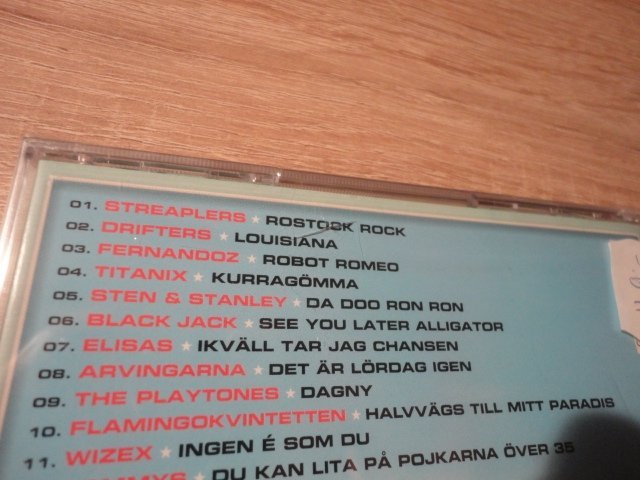 01. STREAPLERS ★ ROSTOCK ROCK
02. DRIFTERS ★ LOUISIANA
03. FERNANDOZ ★ ROBOT ROMEO
04. TITANIX ★ KURRAGÖMMA
05. STEN & STANLEY ★ DA DOO RON RON
06. BLACK JACK ★ SEE YOU LATER ALLIGATOR
07. ELISAS ★ IKVÄLL TAR JAG CHANSEN
08. ARVINGARNA ★ DET ÄR LÖRDAG IGEN
09. THE PLAYTONES ★ DAGNY
10. FLAMINGOKVINTETTEN ★ HALVVÄGS TILL MITT PARADIS
11. WIZEX ★ INGEN É SOM DU
★ DU KAN LITA PÅ POJKARNA ÖVER 35